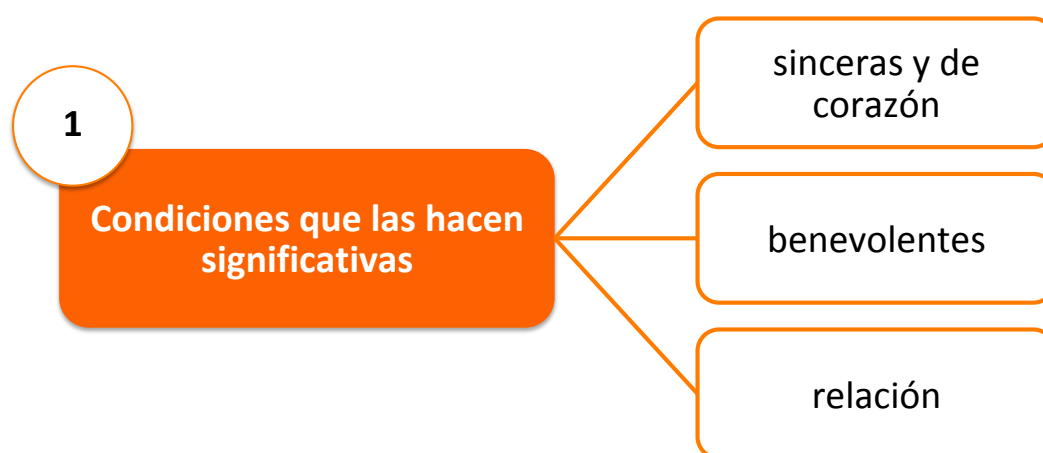 1
Condiciones que las hacen
significativas
sinceras y de
corazón
benevolentes
relación